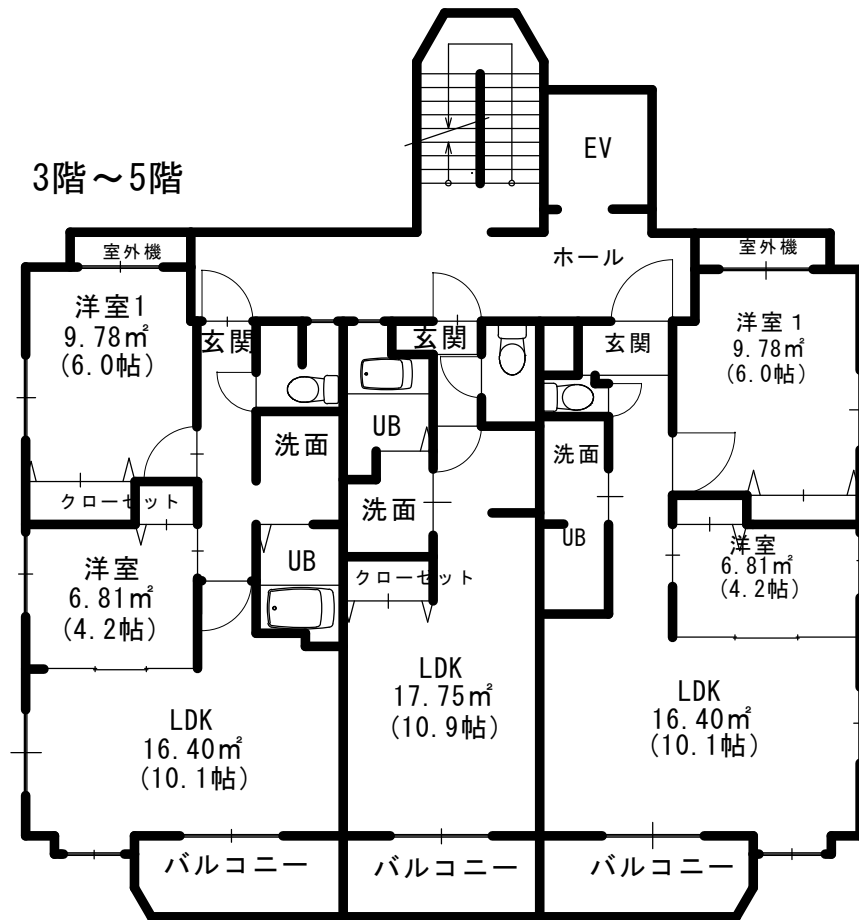 EV
3階～5階
室外機
ホール
室外機
洋室1
9.78㎡
(6.0帖)
玄関
玄関
玄関
洋室1
9.78㎡
(6.0帖)
洗面
UB
洗面
クローゼット
洗面
UB
UB
洋室
6.81㎡
(4.2帖)
クローゼット
洋室
6.81㎡
(4.2帖)
LDK
16.40㎡
(10.1帖)
LDK
17.75㎡
(10.9帖)
LDK
16.40㎡
(10.1帖)
バルコニー
バルコニー
バルコニー